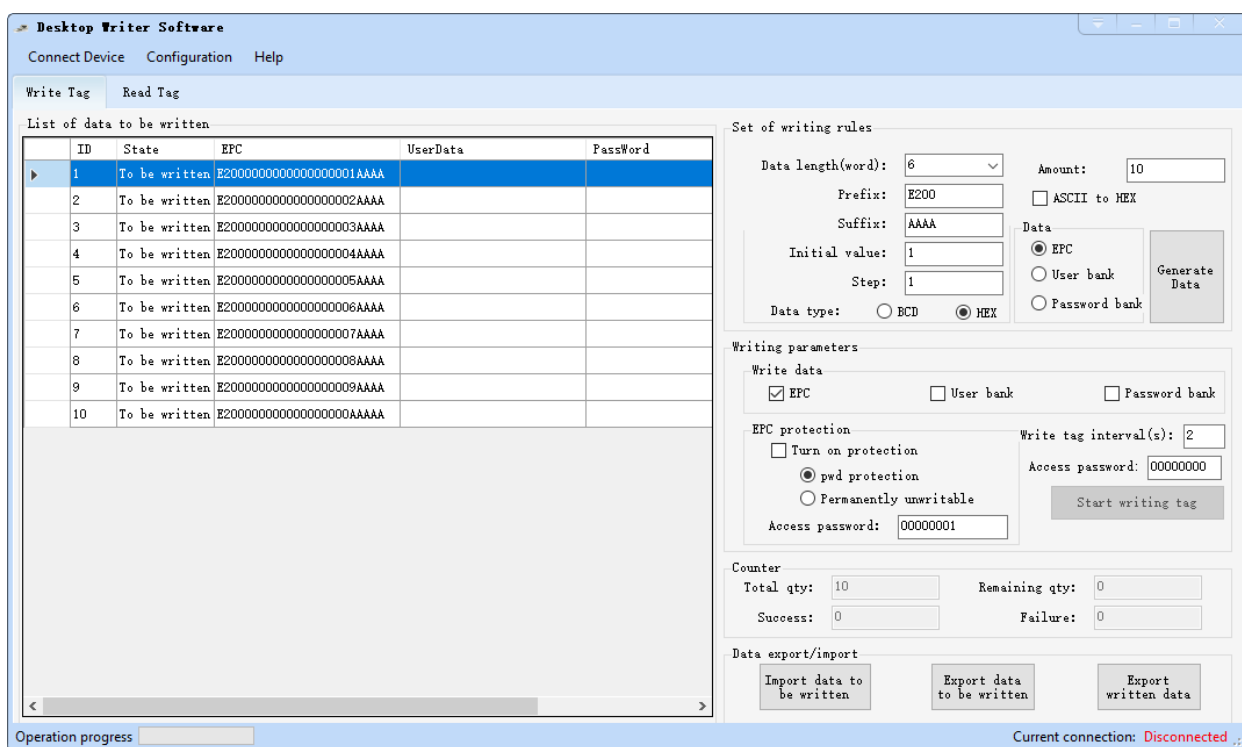 Desktop Writer Software
Connect Device Configuration Help
Write Tag Read Tag
List of data to be written
ID State EPC UserData PassWord
1 To be written E2000000000000000001AAAA
2 To be written E2000000000000000002AAAA
3 To be written E2000000000000000003AAAA
4 To be written E2000000000000000004AAAA
5 To be written E2000000000000000005AAAA
6 To be written E2000000000000000006AAAA
7 To be written E2000000000000000007AAAA
8 To be written E2000000000000000008AAAA
9 To be written E2000000000000000009AAAA
10 To be written E200000000000000000AAAAA
Set of writing rules
Data length(word): 6
Amount: 10
Prefix: E200
ASCII to HEX
Suffix: AAAA
Initial value: 1
Step: 1
Data type: BCD HEX
Data
EPC
User bank
Password bank
Generate
Data
Writing parameters
Write data
EPC User bank Password bank
EPC protection
Turn on protection
pwd protection
Permanently unwritable
Access password: 00000001
Write tag interval(s): 2
Access password: 00000000
Start writing tag
Counter
Total qty: 10 Remaining qty: 0
Success: 0 Failure: 0
Data export/import
Import data to
be written
Export data
to be written
Export
written data
Operation progress
Current connection: Disconnected